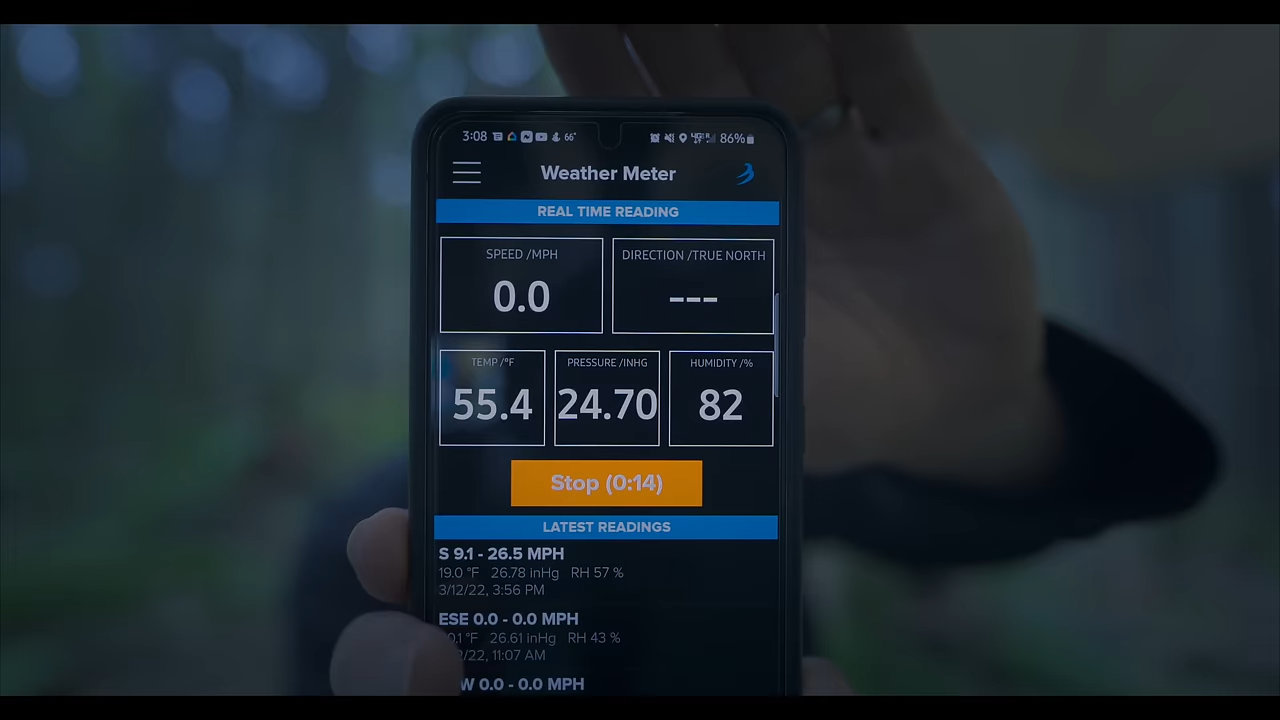 3:08 66° 86%
Weather Meter
REAL TIME READING
SPEED /MPH DIRECTION /TRUE NORTH
0.0 ---
TEMP /°F PRESSURE /INHG HUMIDITY /%
55.4 24.70 82
Stop (0:14)
LATEST READINGS
S 9.1 - 26.5 MPH
19.0 °F 26.78 inHg RH 57 %
3/12/22, 3:56 PM
ESE 0.0 - 0.0 MPH
0.1 °F 26.61 inHg RH 43 %
/22, 11:07 AM
W 0.0 - 0.0 MPH